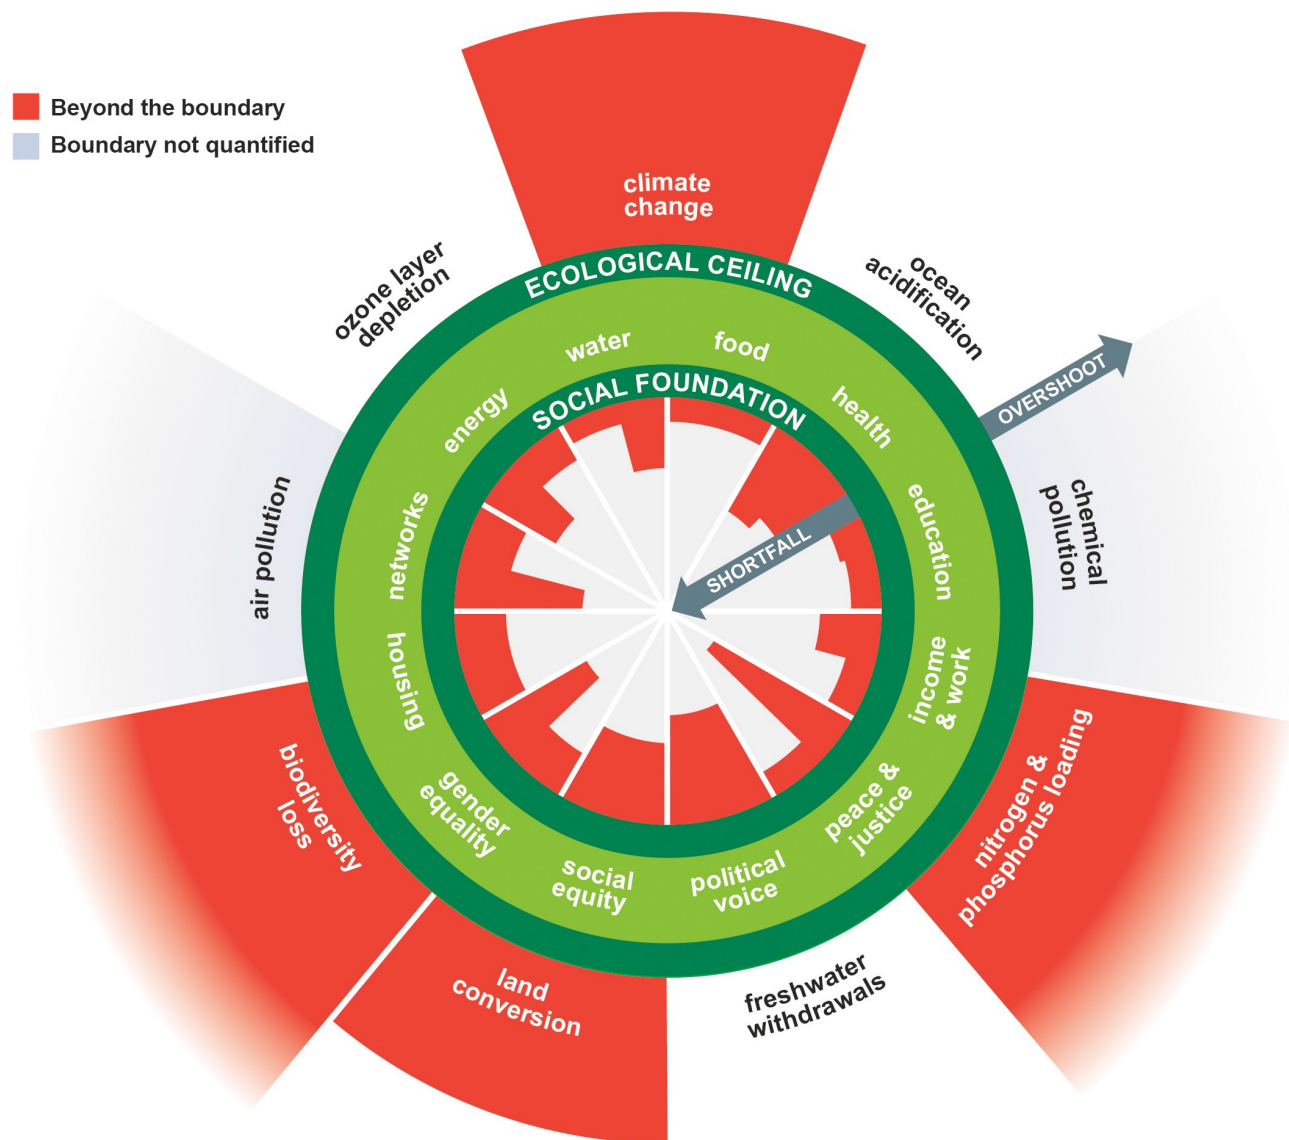 Beyond the boundary
Boundary not quantified
climate
change
ozone layer
depletion
ocean
acidification
ECOLOGICAL CEILING
OVERSHOOT
water
food
SOCIAL FOUNDATION
energy
health
networks
education
air pollution
chemical
pollution
SHORTFALL
housing
income
& work
biodiversity
loss
gender
equality
peace &
justice
nitrogen &
phosphorus loading
social
equity
political
voice
land
conversion
freshwater
withdrawals